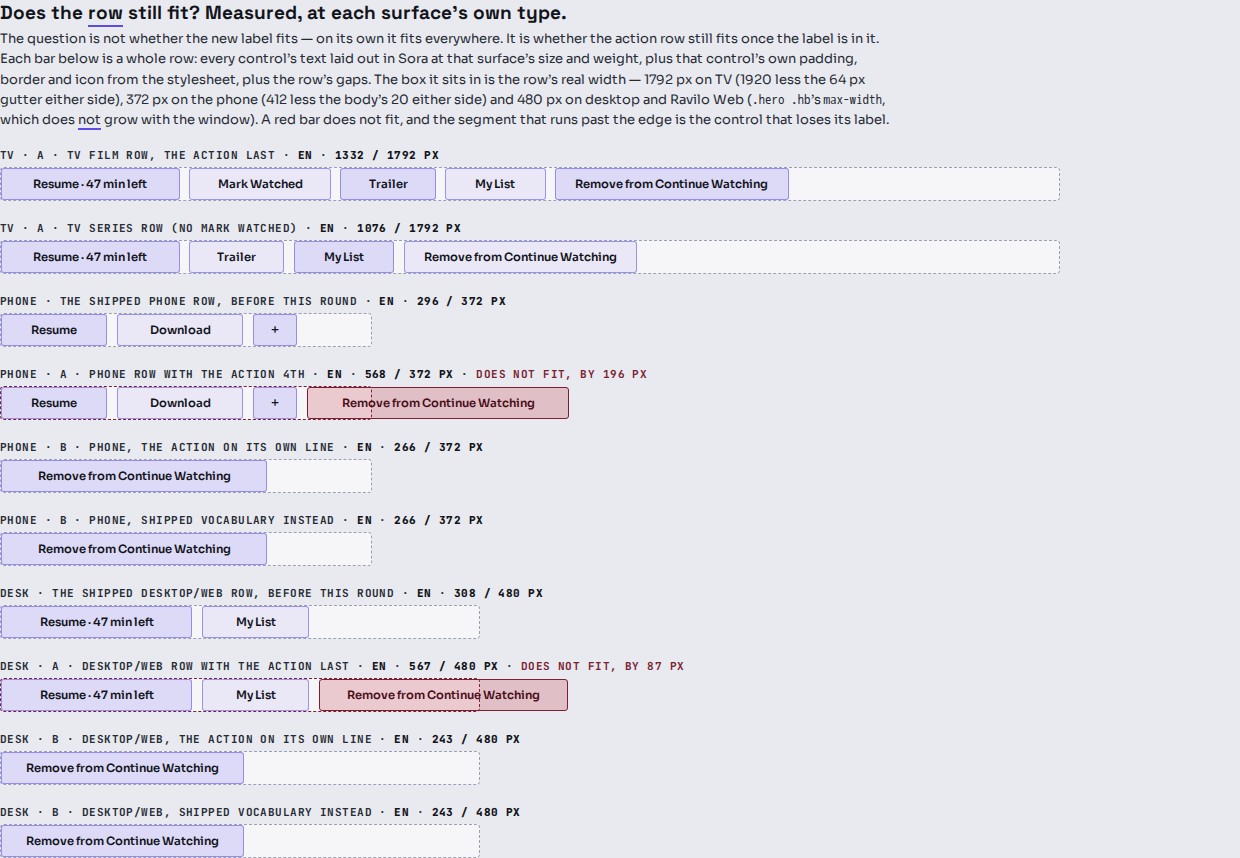 Does the row still fit? Measured, at each surface's own type.
The question is not whether the new label fits — on its own it fits everywhere. It is whether the action row still fits once the label is in it.
Each bar below is a whole row: every control's text laid out in Sora at that surface's size and weight, plus that control's own padding,
border and icon from the stylesheet, plus the row's gaps. The box it sits in is the row's real width — 1792 px on TV (1920 less the 64 px
gutter either side), 372 px on the phone (412 less the body's 20 either side) and 480 px on desktop and Ravilo Web (.hero .hb's max-width,
which does not grow with the window). A red bar does not fit, and the segment that runs past the edge is the control that loses its label.
TV · A · TV FILM ROW, THE ACTION LAST · EN · 1332 / 1792 PX
Resume · 47 min left Mark Watched Trailer My List Remove from Continue Watching
TV · A · TV SERIES ROW (NO MARK WATCHED) · EN · 1076 / 1792 PX
Resume · 47 min left Trailer My List Remove from Continue Watching
PHONE · THE SHIPPED PHONE ROW, BEFORE THIS ROUND · EN · 296 / 372 PX
Resume Download +
PHONE · A · PHONE ROW WITH THE ACTION 4TH · EN · 568 / 372 PX · DOES NOT FIT, BY 196 PX
Resume Download + Remove from Continue Watching
PHONE · B · PHONE, THE ACTION ON ITS OWN LINE · EN · 266 / 372 PX
Remove from Continue Watching
PHONE · B · PHONE, SHIPPED VOCABULARY INSTEAD · EN · 266 / 372 PX
Remove from Continue Watching
DESK · THE SHIPPED DESKTOP/WEB ROW, BEFORE THIS ROUND · EN · 308 / 480 PX
Resume · 47 min left My List
DESK · A · DESKTOP/WEB ROW WITH THE ACTION LAST · EN · 567 / 480 PX · DOES NOT FIT, BY 87 PX
Resume · 47 min left My List Remove from Continue Watching
DESK · B · DESKTOP/WEB, THE ACTION ON ITS OWN LINE · EN · 243 / 480 PX
Remove from Continue Watching
DESK · B · DESKTOP/WEB, SHIPPED VOCABULARY INSTEAD · EN · 243 / 480 PX
Remove from Continue Watching